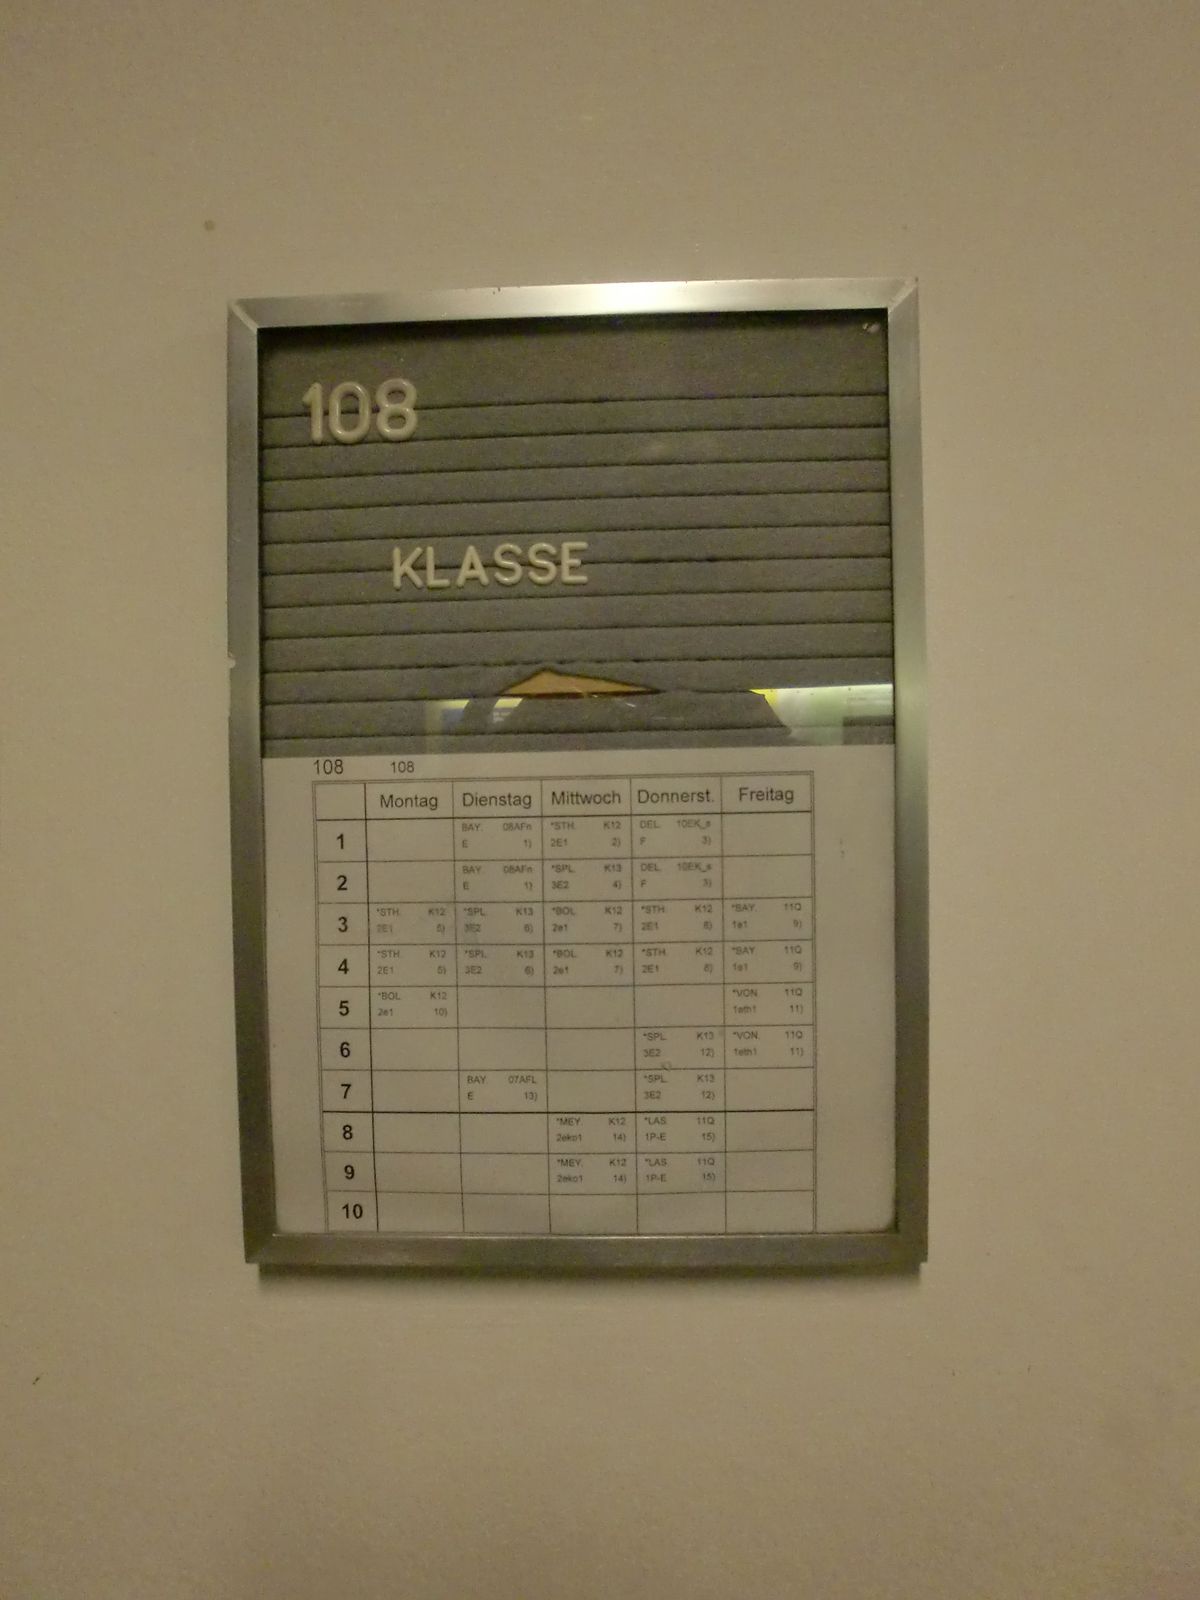 108
KLASSE
108 108
Montag Dienstag Mittwoch Donnerst. Freitag
1 BAY. 08AFn *STH. K12 DEL. 10EK_s
E 1) 2E1 2) F 3)
2 BAY. 08AFn *SPL. K13 DEL. 10EK_s
E 1) 3E2 4) F 3)
3 *STH. K12 *SPL. K13 *BOL. K12 *STH. K12 *BAY. 11Q
2E1 5) 3E2 6) 2e1 7) 2E1 8) 1e1 9)
4 *STH. K12 *SPL. K13 *BOL. K12 *STH. K12 *BAY. 11Q
2E1 5) 3E2 6) 2e1 7) 2E1 8) 1e1 9)
5 *BOL. K12 *VON. 11Q
2e1 10) 1eth1 11)
6 *SPL. K13 *VON. 11Q
3E2 12) 1eth1 11)
7 BAY. 07AFL *SPL. K13
E 13) 3E2 12)
8 *MEY. K12 *LAS. 11Q
2eko1 14) 1P-E 15)
9 *MEY. K12 *LAS. 11Q
2eko1 14) 1P-E 15)
10